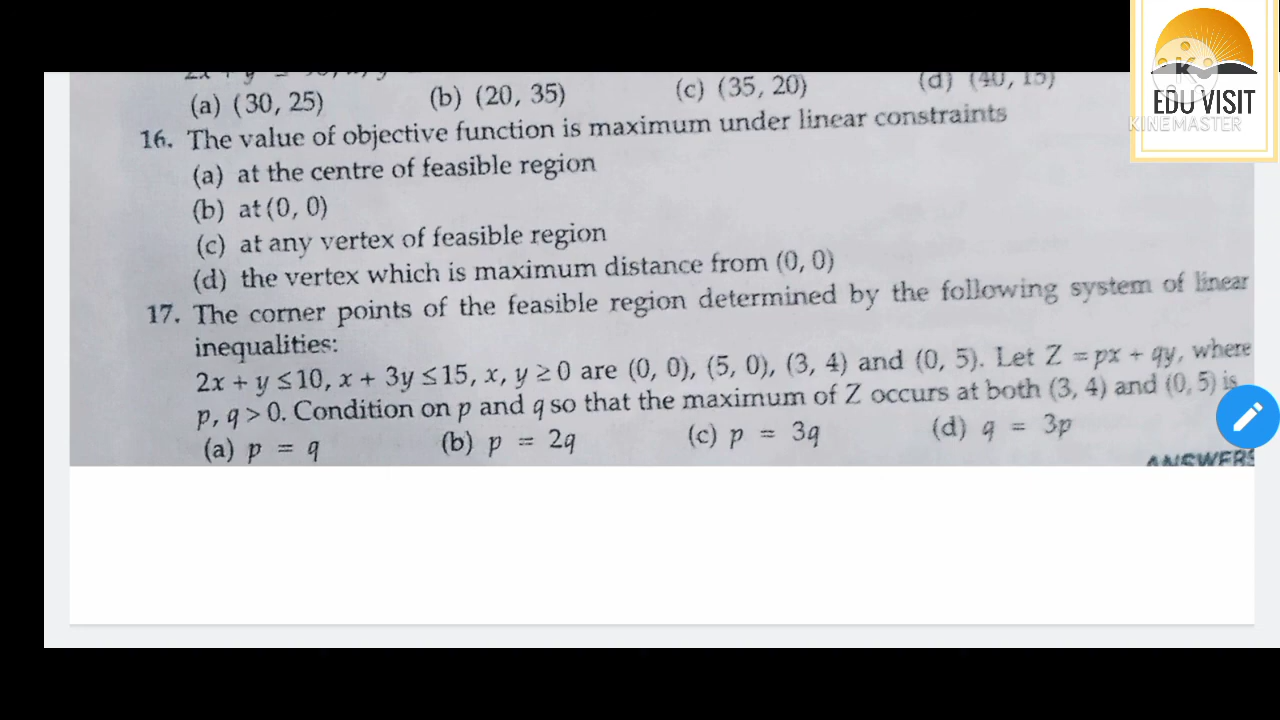 (a) (30, 25) (b) (20, 35) (c) (35, 20) (d) (40, 15)
16. The value of objective function is maximum under linear constraints
(a) at the centre of feasible region
(b) at (0, 0)
(c) at any vertex of feasible region
(d) the vertex which is maximum distance from (0, 0)
17. The corner points of the feasible region determined by the following system of linear
inequalities:
2x + y ≤ 10, x + 3y ≤ 15, x, y ≥ 0 are (0, 0), (5, 0), (3, 4) and (0, 5). Let Z = px + qy, where
p, q > 0. Condition on p and q so that the maximum of Z occurs at both (3, 4) and (0, 5) is
(a) p = q (b) p = 2q (c) p = 3q (d) q = 3p
ANSWERS
EDU VISIT
KINEMASTER